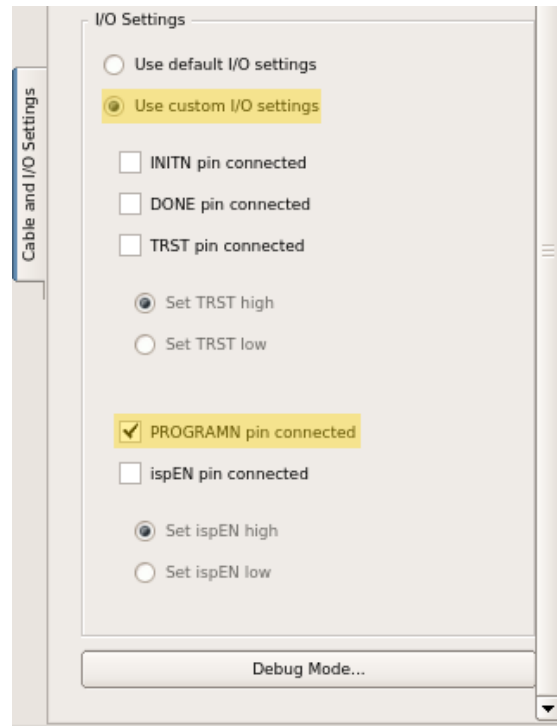 I/O Settings
Use default I/O settings
Use custom I/O settings
Cable and I/O Settings
INITN pin connected
DONE pin connected
TRST pin connected
Set TRST high
Set TRST low
PROGRAMN pin connected
ispEN pin connected
Set ispEN high
Set ispEN low
Debug Mode...